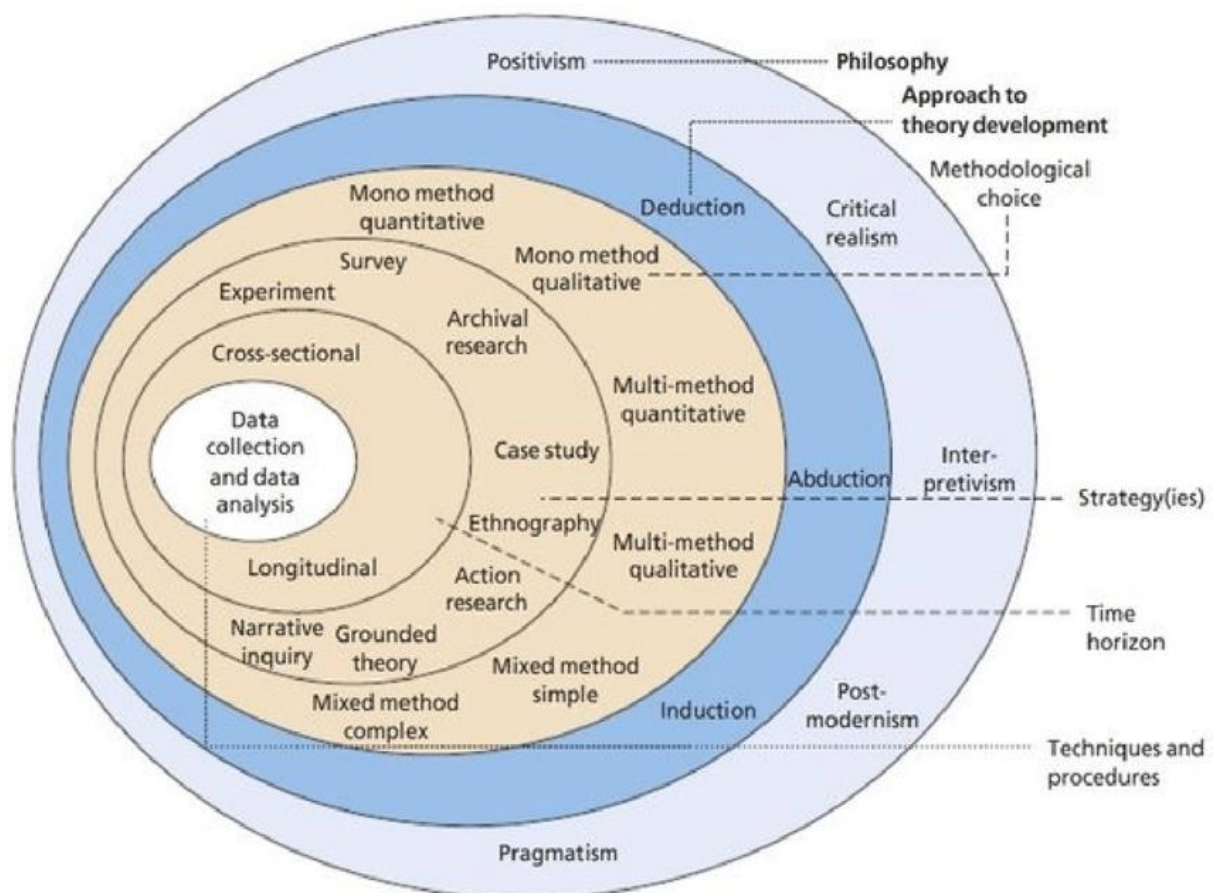 Positivism
Philosophy
Approach to
theory development
Methodological
choice
Mono method
quantitative
Deduction
Critical
realism
Survey
Mono method
qualitative
Experiment
Archival
research
Cross-sectional
Multi-method
quantitative
Data
collection
and data
analysis
Case study
Abduction
Inter-
pretivism
Strategy(ies)
Ethnography
Multi-method
qualitative
Longitudinal
Action
research
Time
horizon
Narrative
inquiry
Grounded
theory
Mixed method
simple
Mixed method
complex
Induction
Post-
modernism
Techniques and
procedures
Pragmatism